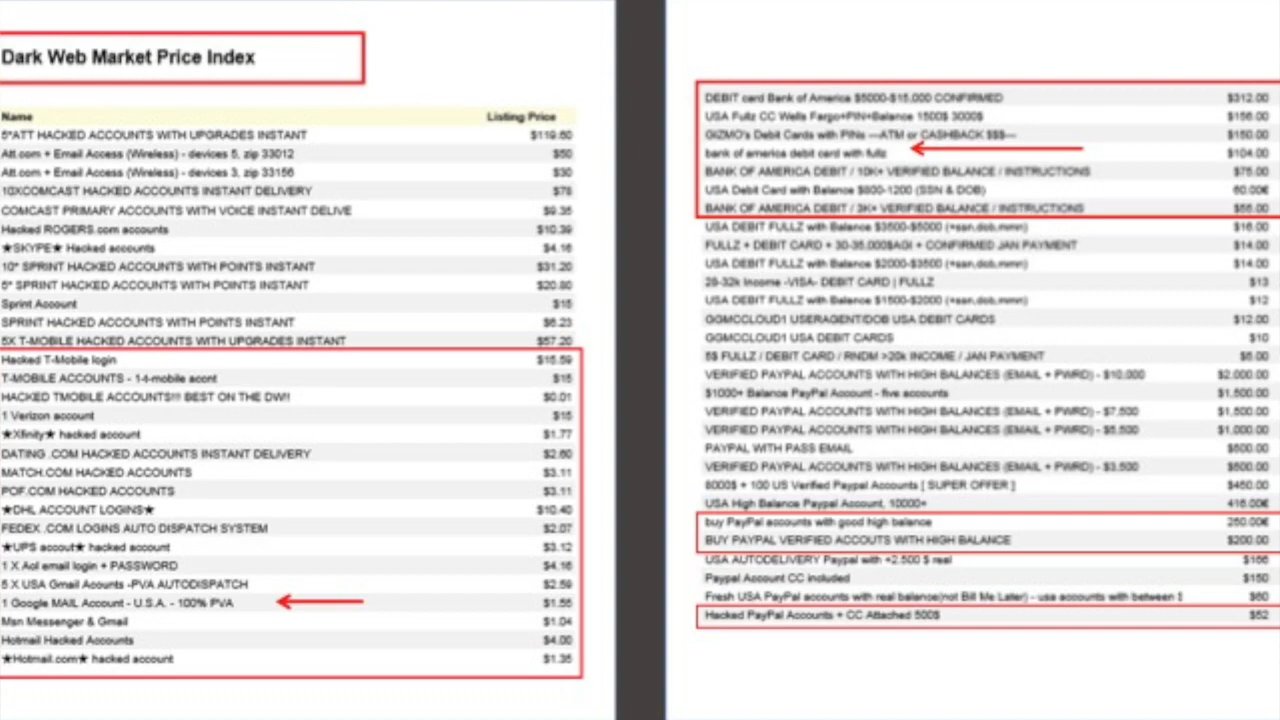 Dark Web Market Price Index
Name Listing Price
5*ATT HACKED ACCOUNTS WITH UPGRADES INSTANT $119.60
Att.com + Email Access (Wireless) - devices 5, zip 33012 $50
Att.com + Email Access (Wireless) - devices 3, zip 33156 $30
10XCOMCAST HACKED ACCOUNTS INSTANT DELIVERY $78
COMCAST PRIMARY ACCOUNTS WITH VOICE INSTANT DELIVE $9.35
Hacked ROGERS.com accounts $10.39
★SKYPE★ Hacked accounts $4.16
10* SPRINT HACKED ACCOUNTS WITH POINTS INSTANT $31.20
5* SPRINT HACKED ACCOUNTS WITH POINTS INSTANT $20.80
Sprint Account $15
SPRINT HACKED ACCOUNTS WITH POINTS INSTANT $6.23
5X T-MOBILE HACKED ACCOUNTS WITH UPGRADES INSTANT $57.20
Hacked T-Mobile login $15.59
T-MOBILE ACCOUNTS - 1-t-mobile accnt $15
HACKED TMOBILE ACCOUNTS!!! BEST ON THE DW!! $0.01
1 Verizon account $15
★Xfinity★ hacked account $1.77
DATING .COM HACKED ACCOUNTS INSTANT DELIVERY $2.60
MATCH.COM HACKED ACCOUNTS $3.11
POF.COM HACKED ACCOUNTS $3.11
★DHL ACCOUNT LOGINS★ $10.40
FEDEX .COM LOGINS AUTO DISPATCH SYSTEM $2.07
★UPS accout★ hacked account $3.12
1 X Aol email login + PASSWORD $4.16
5 X USA Gmail Acounts -PVA AUTODISPATCH $2.59
1 Google MAIL Account - U.S.A. - 100% PVA $1.55
Msn Messenger & Gmail $1.04
Hotmail Hacked Accounts $4.00
★Hotmail.com★ hacked account $1.35
DEBIT card Bank of America $5000-$15,000 CONFIRMED $312.00
USA Fullz CC Wells Fargo+PIN+Balance 1500$ 3000$ $156.00
GIZMO's Debit Cards with PINs —ATM or CASHBACK $$$— $150.00
bank of america debit card with fullz $104.00
BANK OF AMERICA DEBIT / 10K+ VERIFIED BALANCE / INSTRUCTIONS $75.00
USA Debit Card with Balance $800-1200 (SSN & DOB) 60.00€
BANK OF AMERICA DEBIT / 3K+ VERIFIED BALANCE / INSTRUCTIONS $55.00
USA DEBIT FULLZ with Balance $3500-$5000 (+ssn,dob,mmn) $16.00
FULLZ + DEBIT CARD + 30-35,000$AGI + CONFIRMED JAN PAYMENT $14.00
USA DEBIT FULLZ with Balance $2000-$3500 (+ssn,dob,mmn) $14.00
28-32k Income -VISA- DEBIT CARD | FULLZ $13
USA DEBIT FULLZ with Balance $1500-$2000 (+ssn,dob,mmn) $12
GGMCCLOUD1 USERAGENT/DOB USA DEBIT CARDS $12.00
GGMCCLOUD1 USA DEBIT CARDS $10
5$ FULLZ / DEBIT CARD / RNDM >20k INCOME / JAN PAYMENT $5.00
VERIFIED PAYPAL ACCOUNTS WITH HIGH BALANCES (EMAIL + PWRD) - $10,000 $2,000.00
$1000+ Balance PayPal Account - five accounts $1,500.00
VERIFIED PAYPAL ACCOUNTS WITH HIGH BALANCES (EMAIL + PWRD) - $7,500 $1,500.00
VERIFIED PAYPAL ACCOUNTS WITH HIGH BALANCES (EMAIL + PWRD) - $5,500 $1,000.00
PAYPAL WITH PASS EMAIL $500.00
VERIFIED PAYPAL ACCOUNTS WITH HIGH BALANCES (EMAIL + PWRD) - $3,500 $500.00
8000$ + 100 US Verified Paypal Accounts [ SUPER OFFER ] $450.00
USA High Balance Paypal Account, 10000+ 416.00€
buy PayPal accounts with good high balance 250.00€
BUY PAYPAL VERIFIED ACCOUTS WITH HIGH BALANCE $200.00
USA AUTODELIVERY Paypal with +2.500 $ real $166
Paypal Account CC included $150
Fresh USA PayPal accounts with real balance(not Bill Me Later) - usa accounts with between $60
Hacked PayPal Accounts + CC Attached 500$ $52